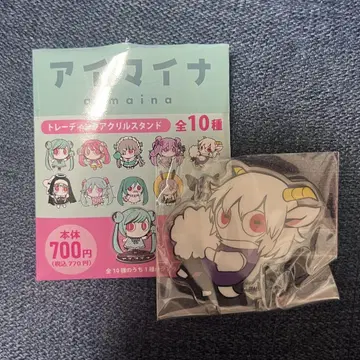 アイマイナ
aimaina
トレーディングアクリルスタンド
全10種
本体
700円
(税込770円)
全10種のうち1種